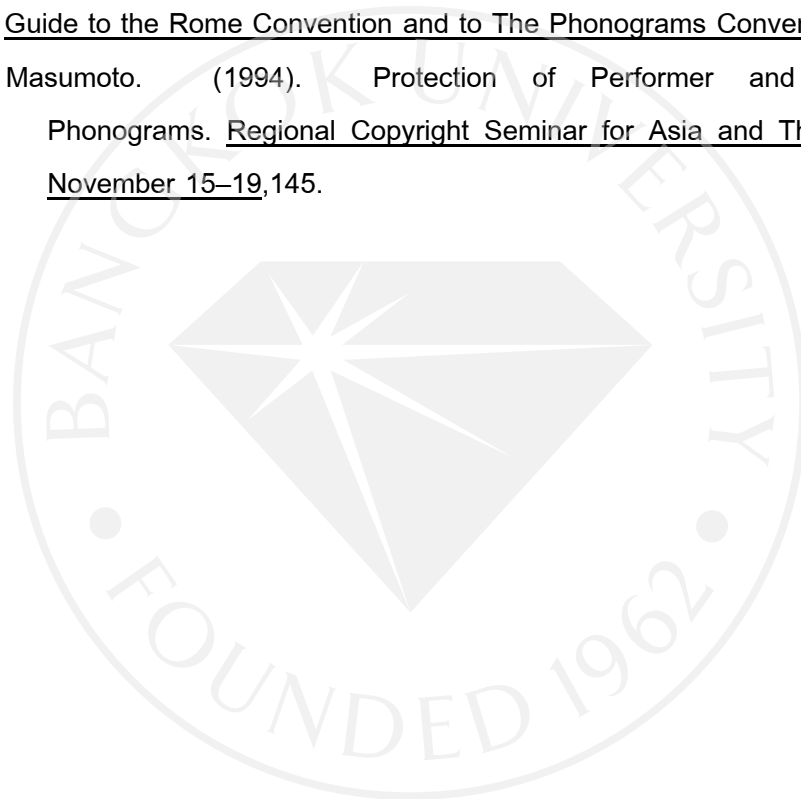 Guide to the Rome Convention and to The Phonograms Conven
Masumoto. (1994). Protection of Performer and
Phonograms. Regional Copyright Seminar for Asia and Th
November 15–19,145.
BANGKOK UNIVERSITY
FOUNDED 1962